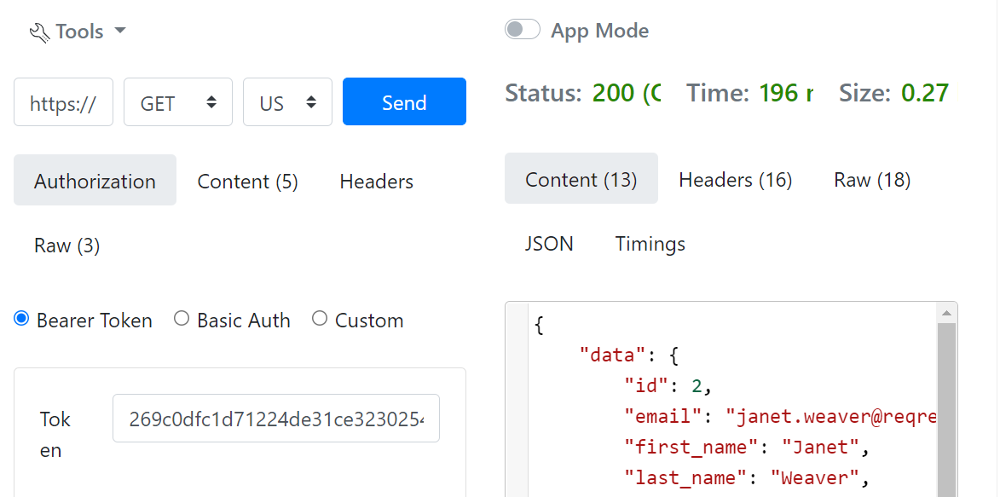 Tools
App Mode
https://
GET
US
Send
Status: 200 (C
Time: 196 r
Size: 0.27
Authorization
Content (5)
Headers
Raw (3)
Content (13)
Headers (16)
Raw (18)
JSON
Timings
Bearer Token
Basic Auth
Custom
Tok
en
269c0dfc1d71224de31ce3230254
{
"data": {
"id": 2,
"email": "janet.weaver@reqre
"first_name": "Janet",
"last_name": "Weaver",